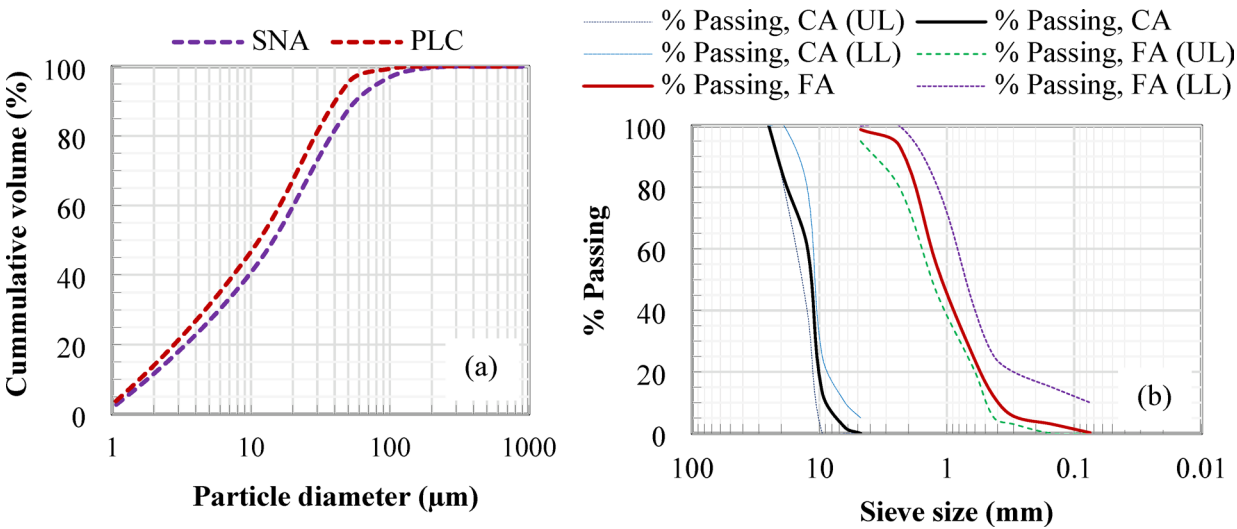 SNA PLC
Cummulative volume (%)
100
80
60
40
20
0
(a)
1 10 100 1000
Particle diameter (µm)
% Passing, CA (UL) % Passing, CA
% Passing, CA (LL) % Passing, FA (UL)
% Passing, FA % Passing, FA (LL)
% Passing
100
80
60
40
20
0
(b)
100 10 1 0.1 0.01
Sieve size (mm)